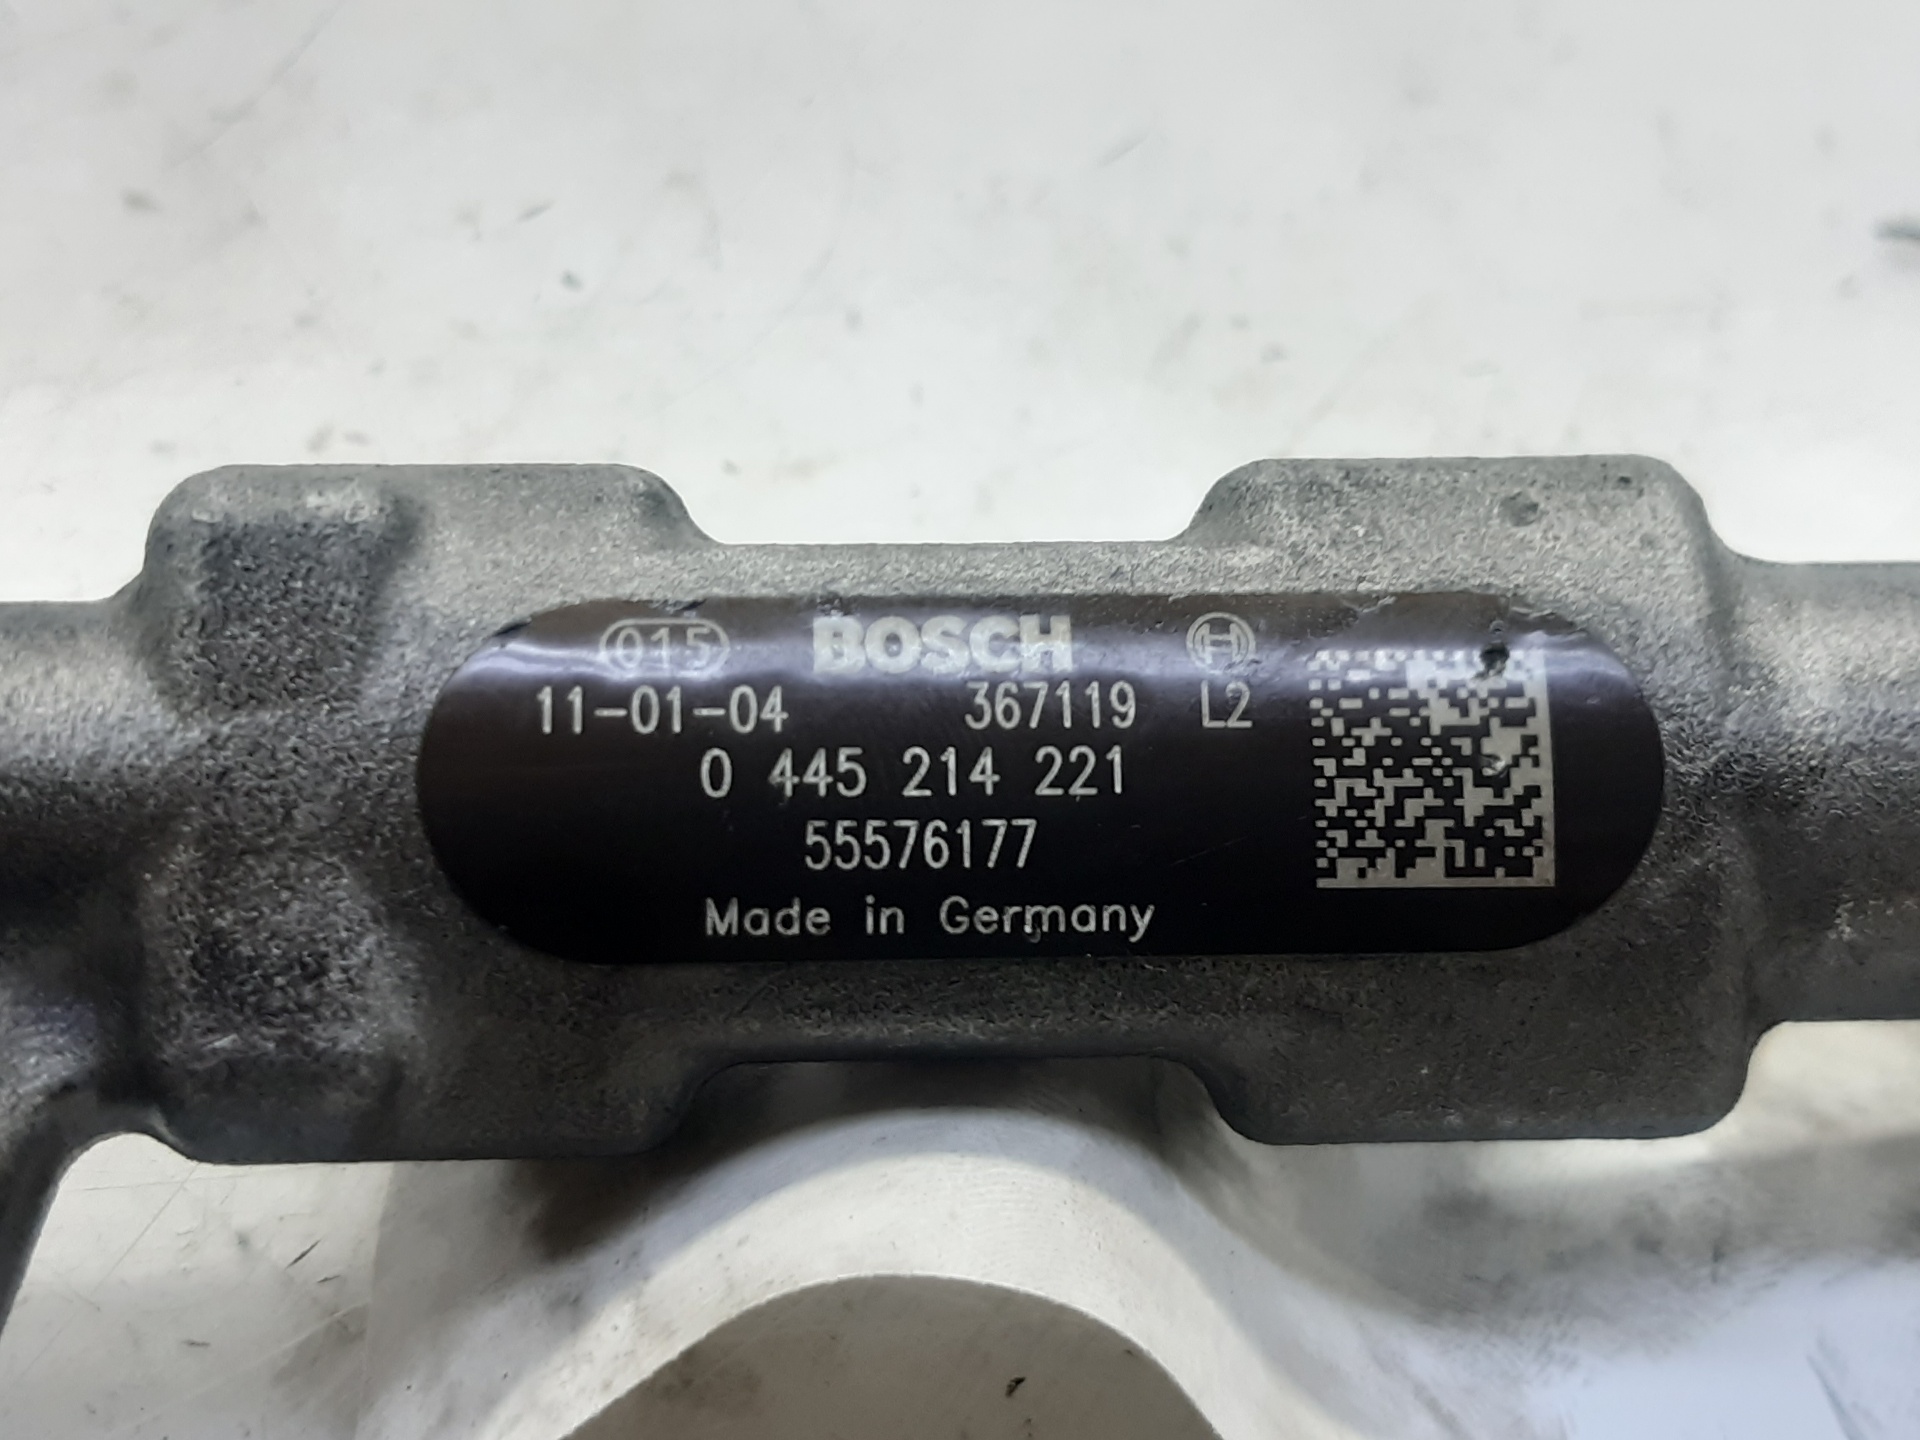 015 BOSCH
11-01-04 367119 L2
0 445 214 221
55576177
Made in Germany